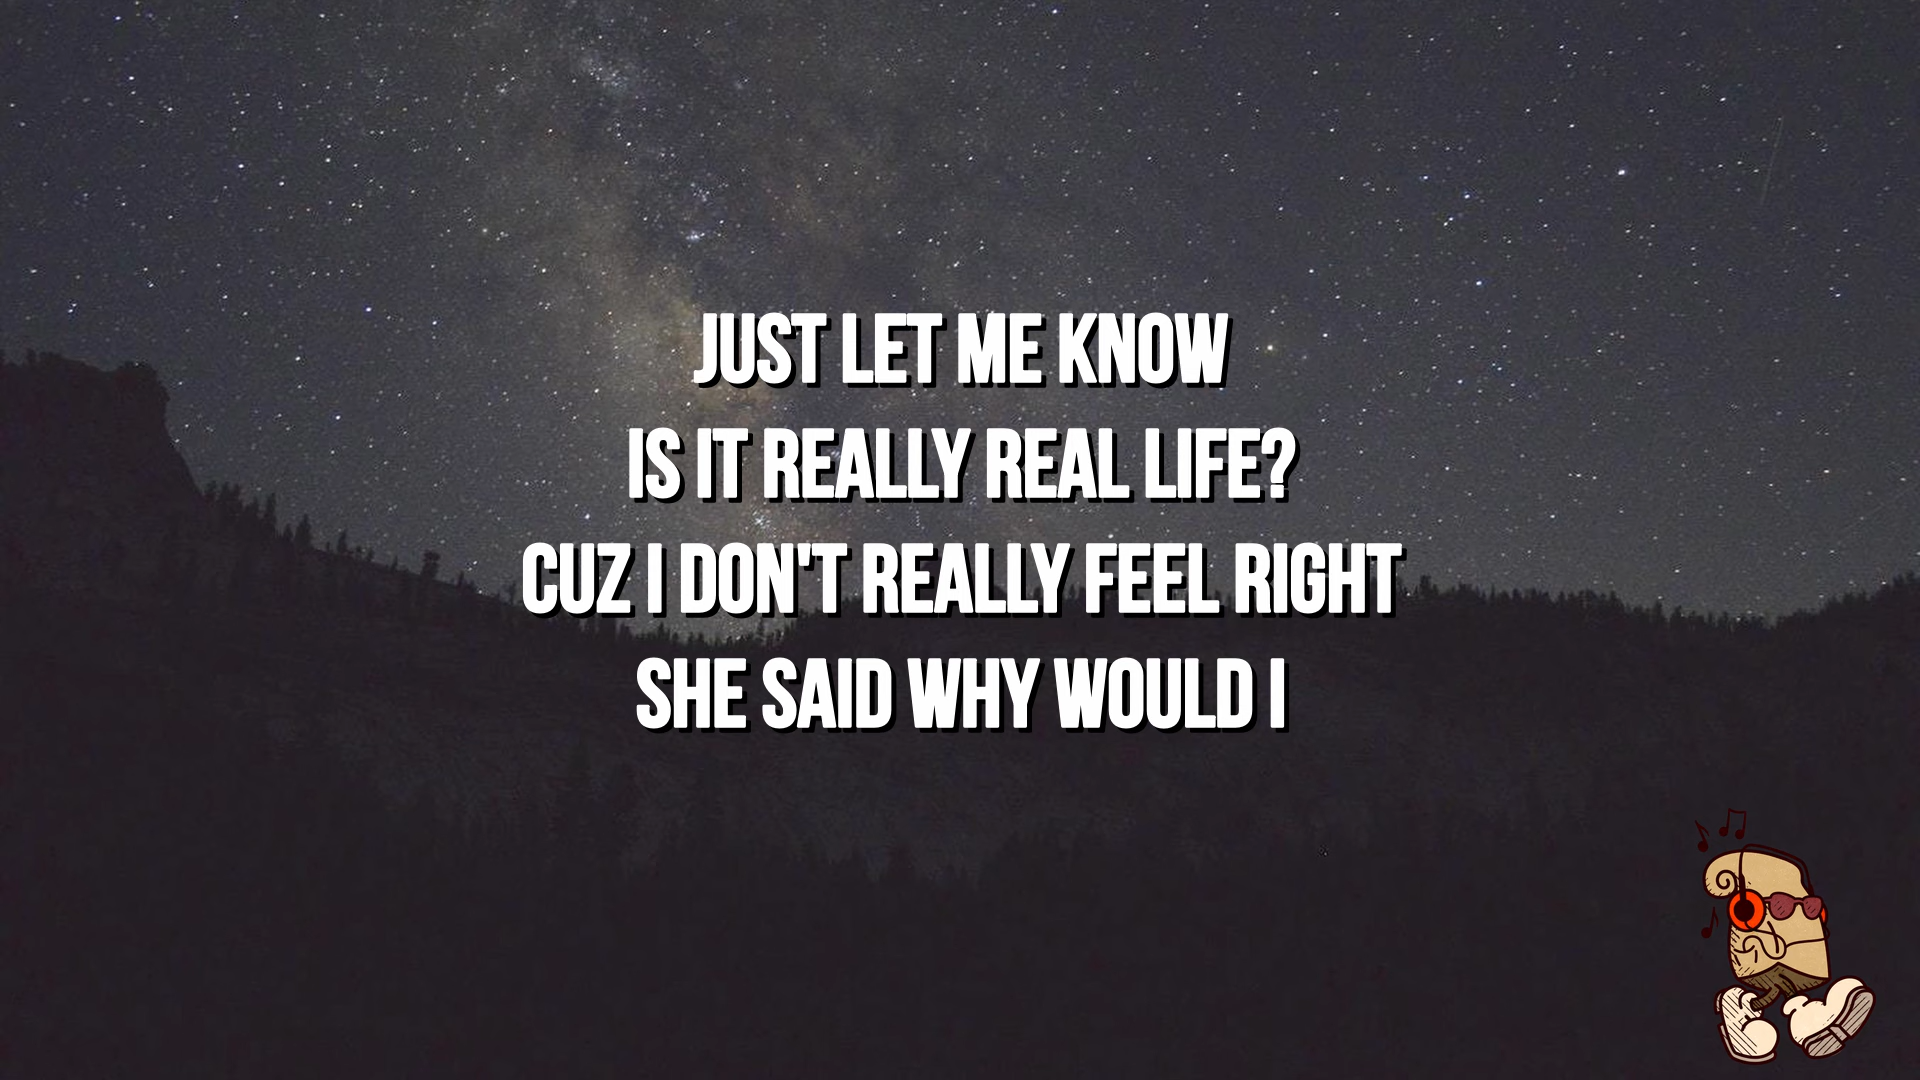 JUST LET ME KNOW
IS IT REALLY REAL LIFE?
CUZ I DON'T REALLY FEEL RIGHT
SHE SAID WHY WOULD I